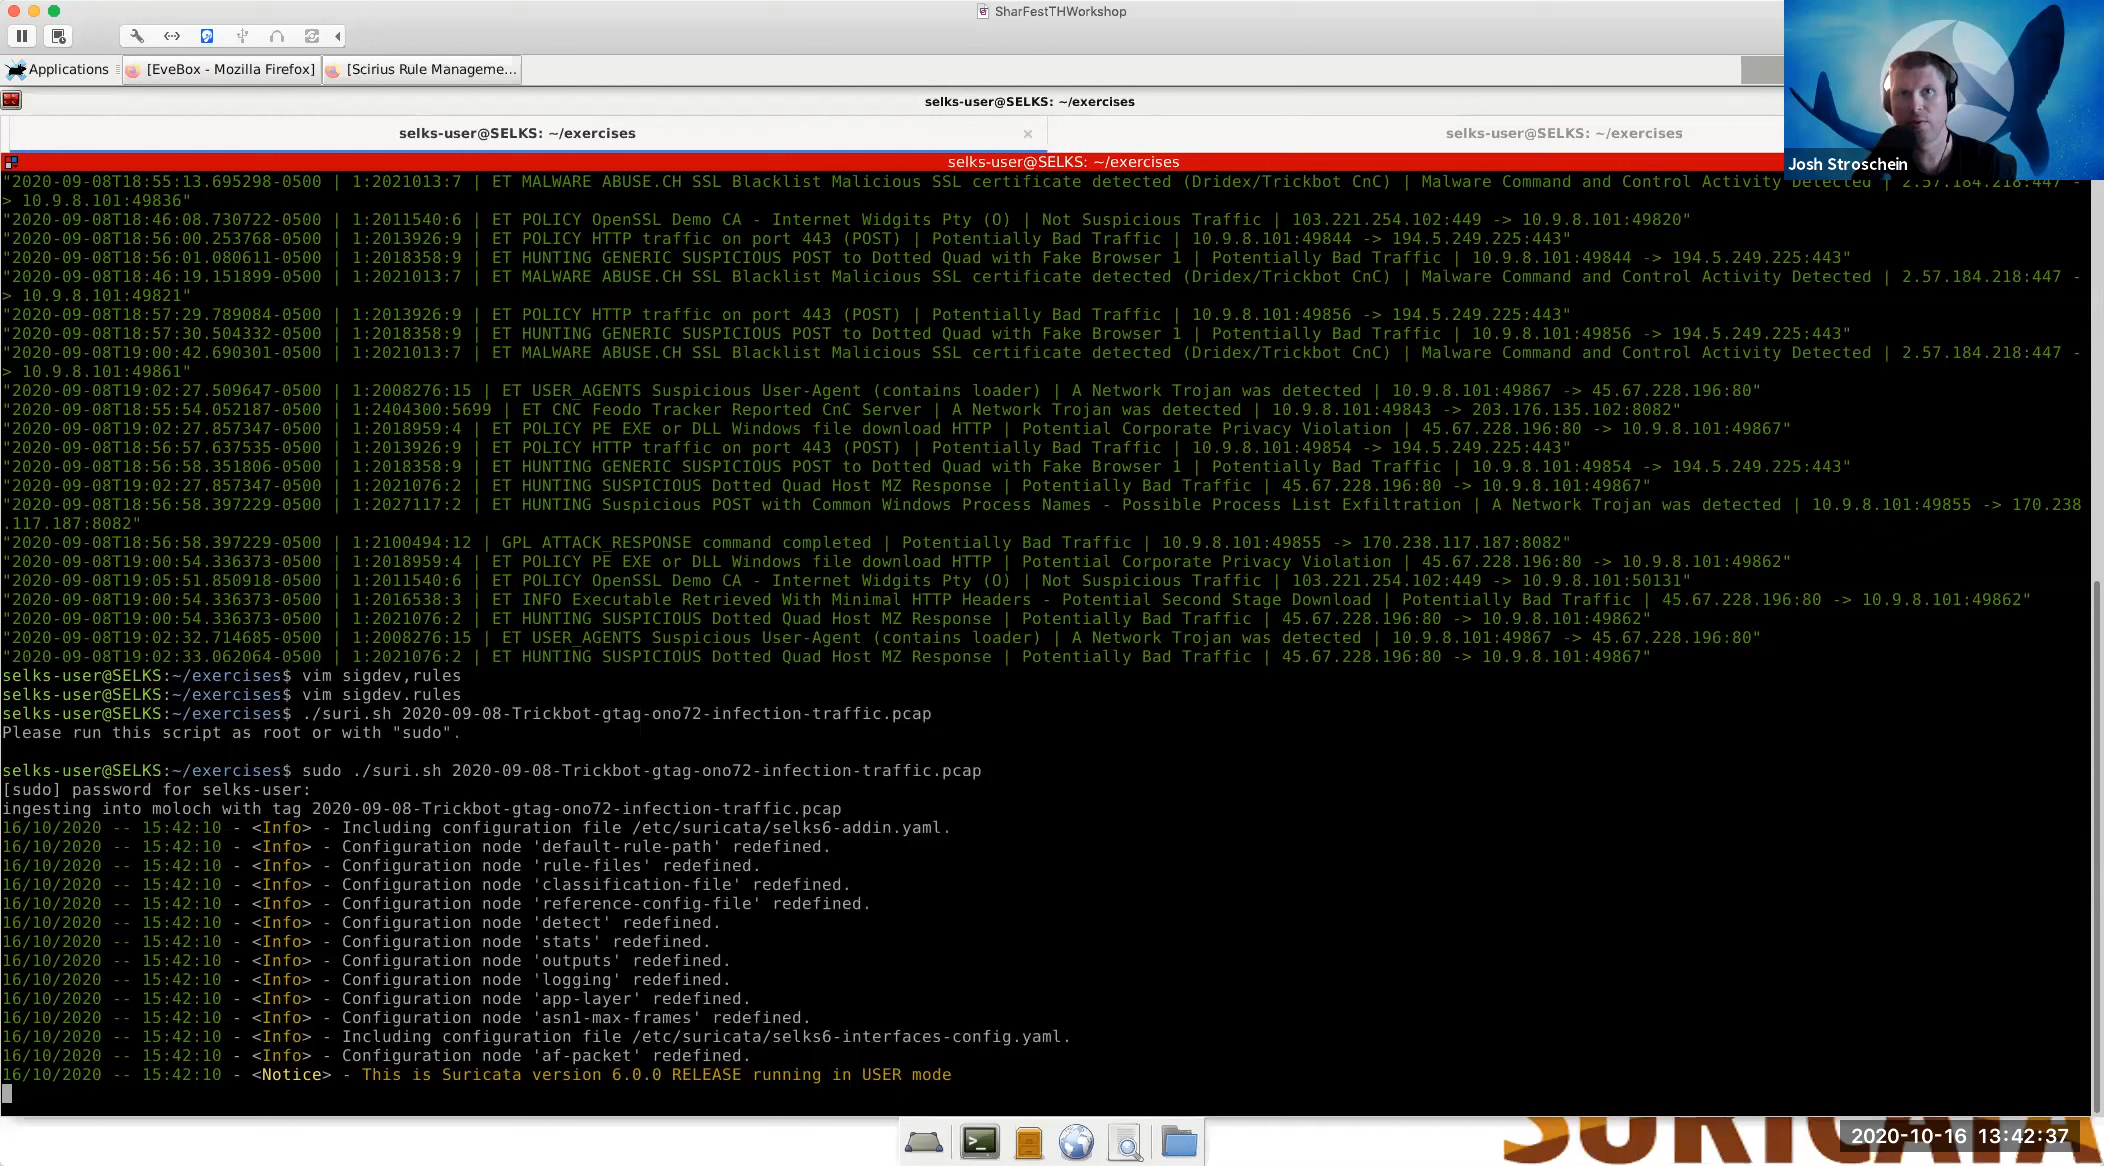 SharFestTHWorkshop
Applications
[EveBox - Mozilla Firefox]
[Scirius Rule Manageme...
selks-user@SELKS: ~/exercises
selks-user@SELKS: ~/exercises
selks-user@SELKS: ~/exercises
selks-user@SELKS: ~/exercises
Josh Stroschein
"2020-09-08T18:55:13.695298-0500 | 1:2021013:7 | ET MALWARE ABUSE.CH SSL Blacklist Malicious SSL certificate detected (Dridex/Trickbot CnC) | Malware Command and Control Activity Detected | 2.57.184.218:447 -
> 10.9.8.101:49836"
"2020-09-08T18:46:08.730722-0500 | 1:2011540:6 | ET POLICY OpenSSL Demo CA - Internet Widgits Pty (O) | Not Suspicious Traffic | 103.221.254.102:449 -> 10.9.8.101:49820"
"2020-09-08T18:56:00.253768-0500 | 1:2013926:9 | ET POLICY HTTP traffic on port 443 (POST) | Potentially Bad Traffic | 10.9.8.101:49844 -> 194.5.249.225:443"
"2020-09-08T18:56:01.080611-0500 | 1:2018358:9 | ET HUNTING GENERIC SUSPICIOUS POST to Dotted Quad with Fake Browser 1 | Potentially Bad Traffic | 10.9.8.101:49844 -> 194.5.249.225:443"
"2020-09-08T18:46:19.151899-0500 | 1:2021013:7 | ET MALWARE ABUSE.CH SSL Blacklist Malicious SSL certificate detected (Dridex/Trickbot CnC) | Malware Command and Control Activity Detected | 2.57.184.218:447 -
> 10.9.8.101:49821"
"2020-09-08T18:57:29.789084-0500 | 1:2013926:9 | ET POLICY HTTP traffic on port 443 (POST) | Potentially Bad Traffic | 10.9.8.101:49856 -> 194.5.249.225:443"
"2020-09-08T18:57:30.504332-0500 | 1:2018358:9 | ET HUNTING GENERIC SUSPICIOUS POST to Dotted Quad with Fake Browser 1 | Potentially Bad Traffic | 10.9.8.101:49856 -> 194.5.249.225:443"
"2020-09-08T19:00:42.690301-0500 | 1:2021013:7 | ET MALWARE ABUSE.CH SSL Blacklist Malicious SSL certificate detected (Dridex/Trickbot CnC) | Malware Command and Control Activity Detected | 2.57.184.218:447 -
> 10.9.8.101:49861"
"2020-09-08T19:02:27.509647-0500 | 1:2008276:15 | ET USER_AGENTS Suspicious User-Agent (contains loader) | A Network Trojan was detected | 10.9.8.101:49867 -> 45.67.228.196:80"
"2020-09-08T18:55:54.052187-0500 | 1:2404300:5699 | ET CNC Feodo Tracker Reported CnC Server | A Network Trojan was detected | 10.9.8.101:49843 -> 203.176.135.102:8082"
"2020-09-08T19:02:27.857347-0500 | 1:2018959:4 | ET POLICY PE EXE or DLL Windows file download HTTP | Potential Corporate Privacy Violation | 45.67.228.196:80 -> 10.9.8.101:49867"
"2020-09-08T18:56:57.637535-0500 | 1:2013926:9 | ET POLICY HTTP traffic on port 443 (POST) | Potentially Bad Traffic | 10.9.8.101:49854 -> 194.5.249.225:443"
"2020-09-08T18:56:58.351806-0500 | 1:2018358:9 | ET HUNTING GENERIC SUSPICIOUS POST to Dotted Quad with Fake Browser 1 | Potentially Bad Traffic | 10.9.8.101:49854 -> 194.5.249.225:443"
"2020-09-08T19:02:27.857347-0500 | 1:2021076:2 | ET HUNTING SUSPICIOUS Dotted Quad Host MZ Response | Potentially Bad Traffic | 45.67.228.196:80 -> 10.9.8.101:49867"
"2020-09-08T18:56:58.397229-0500 | 1:2027117:2 | ET HUNTING Suspicious POST with Common Windows Process Names - Possible Process List Exfiltration | A Network Trojan was detected | 10.9.8.101:49855 -> 170.238
.117.187:8082"
"2020-09-08T18:56:58.397229-0500 | 1:2100494:12 | GPL ATTACK_RESPONSE command completed | Potentially Bad Traffic | 10.9.8.101:49855 -> 170.238.117.187:8082"
"2020-09-08T19:00:54.336373-0500 | 1:2018959:4 | ET POLICY PE EXE or DLL Windows file download HTTP | Potential Corporate Privacy Violation | 45.67.228.196:80 -> 10.9.8.101:49862"
"2020-09-08T19:05:51.850918-0500 | 1:2011540:6 | ET POLICY OpenSSL Demo CA - Internet Widgits Pty (O) | Not Suspicious Traffic | 103.221.254.102:449 -> 10.9.8.101:50131"
"2020-09-08T19:00:54.336373-0500 | 1:2016538:3 | ET INFO Executable Retrieved With Minimal HTTP Headers - Potential Second Stage Download | Potentially Bad Traffic | 45.67.228.196:80 -> 10.9.8.101:49862"
"2020-09-08T19:00:54.336373-0500 | 1:2021076:2 | ET HUNTING SUSPICIOUS Dotted Quad Host MZ Response | Potentially Bad Traffic | 45.67.228.196:80 -> 10.9.8.101:49862"
"2020-09-08T19:02:32.714685-0500 | 1:2008276:15 | ET USER_AGENTS Suspicious User-Agent (contains loader) | A Network Trojan was detected | 10.9.8.101:49867 -> 45.67.228.196:80"
"2020-09-08T19:02:33.062064-0500 | 1:2021076:2 | ET HUNTING SUSPICIOUS Dotted Quad Host MZ Response | Potentially Bad Traffic | 45.67.228.196:80 -> 10.9.8.101:49867"
selks-user@SELKS:~/exercises$ vim sigdev,rules
selks-user@SELKS:~/exercises$ vim sigdev.rules
selks-user@SELKS:~/exercises$ ./suri.sh 2020-09-08-Trickbot-gtag-ono72-infection-traffic.pcap
Please run this script as root or with "sudo".
selks-user@SELKS:~/exercises$ sudo ./suri.sh 2020-09-08-Trickbot-gtag-ono72-infection-traffic.pcap
[sudo] password for selks-user:
ingesting into moloch with tag 2020-09-08-Trickbot-gtag-ono72-infection-traffic.pcap
16/10/2020 -- 15:42:10 - <Info> - Including configuration file /etc/suricata/selks6-addin.yaml.
16/10/2020 -- 15:42:10 - <Info> - Configuration node 'default-rule-path' redefined.
16/10/2020 -- 15:42:10 - <Info> - Configuration node 'rule-files' redefined.
16/10/2020 -- 15:42:10 - <Info> - Configuration node 'classification-file' redefined.
16/10/2020 -- 15:42:10 - <Info> - Configuration node 'reference-config-file' redefined.
16/10/2020 -- 15:42:10 - <Info> - Configuration node 'detect' redefined.
16/10/2020 -- 15:42:10 - <Info> - Configuration node 'stats' redefined.
16/10/2020 -- 15:42:10 - <Info> - Configuration node 'outputs' redefined.
16/10/2020 -- 15:42:10 - <Info> - Configuration node 'logging' redefined.
16/10/2020 -- 15:42:10 - <Info> - Configuration node 'app-layer' redefined.
16/10/2020 -- 15:42:10 - <Info> - Configuration node 'asn1-max-frames' redefined.
16/10/2020 -- 15:42:10 - <Info> - Including configuration file /etc/suricata/selks6-interfaces-config.yaml.
16/10/2020 -- 15:42:10 - <Info> - Configuration node 'af-packet' redefined.
16/10/2020 -- 15:42:10 - <Notice> - This is Suricata version 6.0.0 RELEASE running in USER mode
SURICATA
2020-10-16 13:42:37